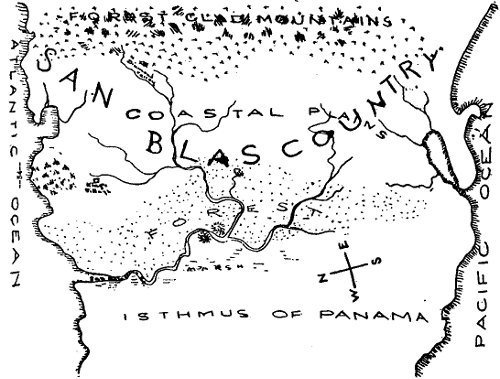 FOREST CLAD MOUNTAINS
SAN BLAS COUNTRY
COASTAL PLAINS
FOREST
MARSH
ATLANTIC OCEAN
PACIFIC OCEAN
N E S W
ISTHMUS OF PANAMA